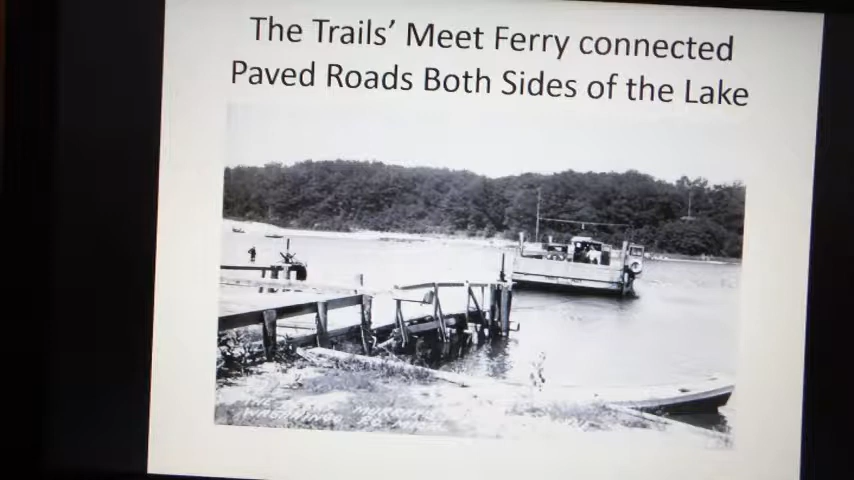 The Trails' Meet Ferry connected
Paved Roads Both Sides of the Lake